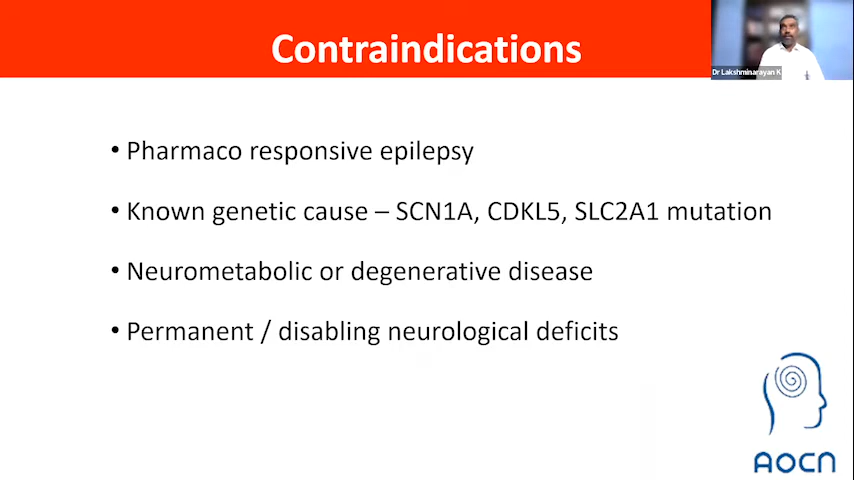 Contraindications
Dr Lakshminarayan K
• Pharmaco responsive epilepsy
• Known genetic cause – SCN1A, CDKL5, SLC2A1 mutation
• Neurometabolic or degenerative disease
• Permanent / disabling neurological deficits
AOCN